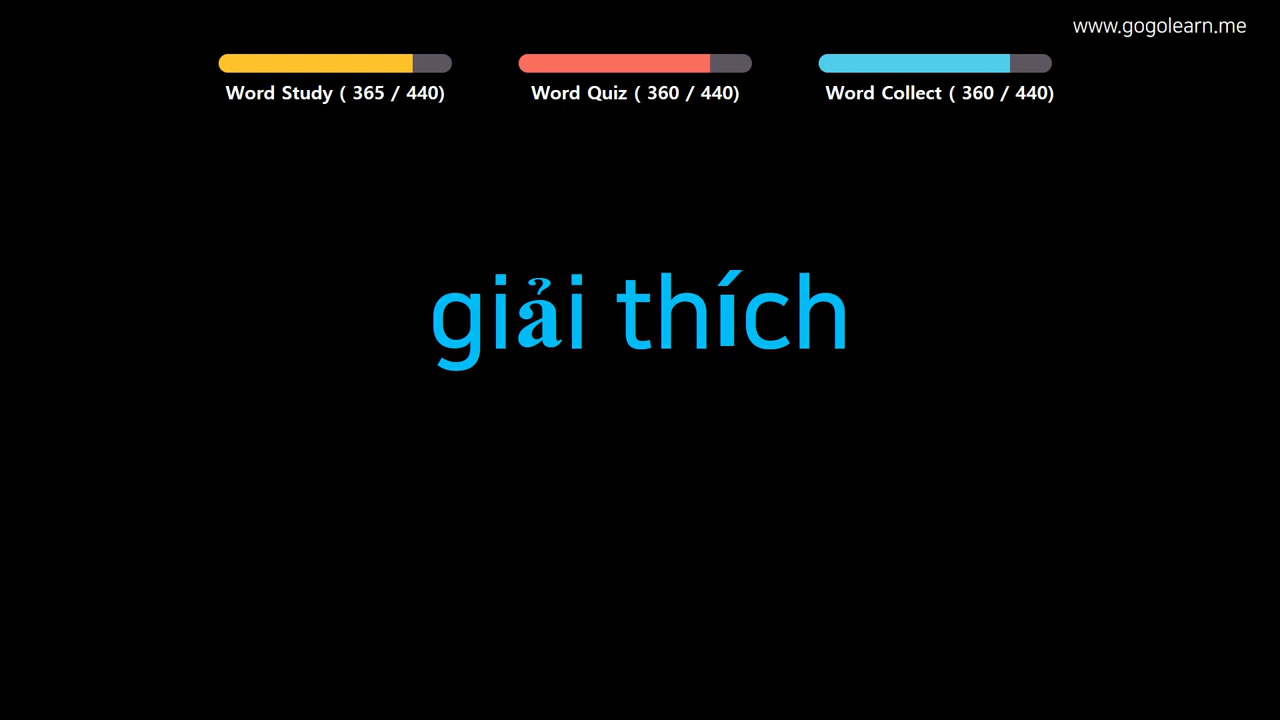 www.gogolearn.me
Word Study ( 365 / 440)
Word Quiz ( 360 / 440)
Word Collect ( 360 / 440)
giải thích